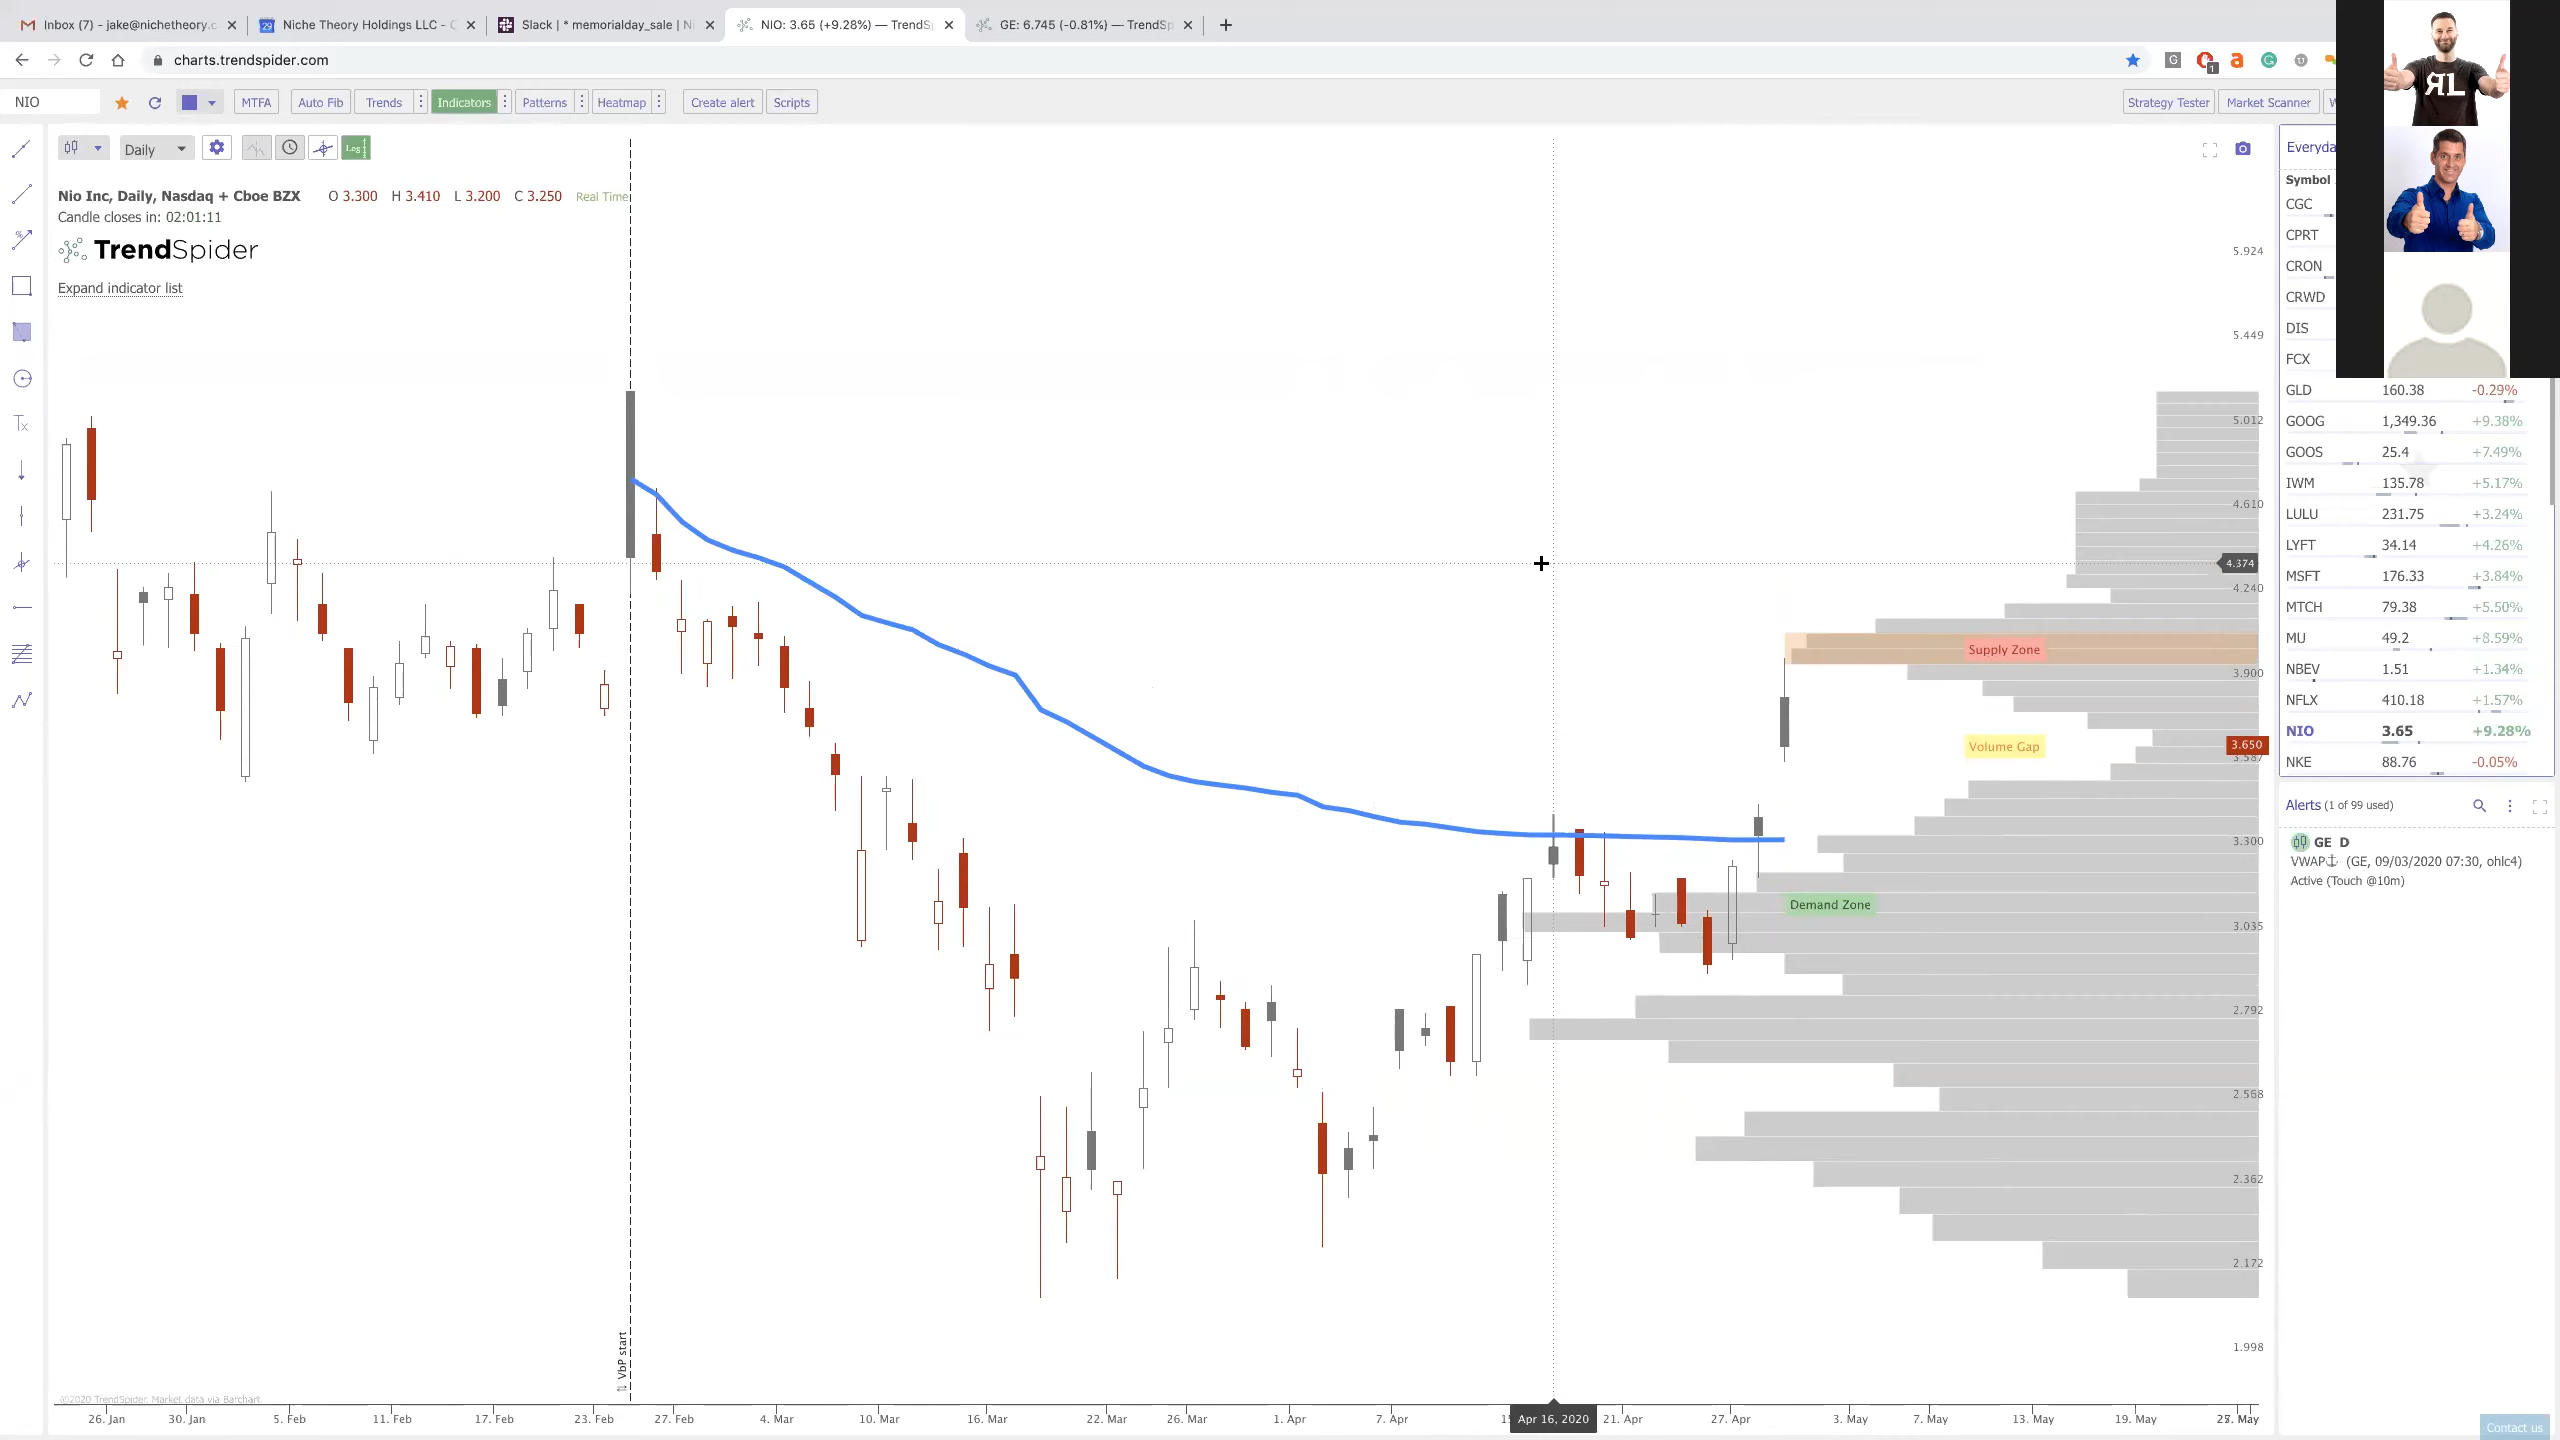 Inbox (7) - jake@nichetheory.c
Niche Theory Holdings LLC - C
Slack | * memorialday_sale | Ni
NIO: 3.65 (+9.28%) — TrendS
GE: 6.745 (-0.81%) — TrendSp
charts.trendspider.com
NIO
MTFA
Auto Fib
Trends
Indicators
Patterns
Heatmap
Create alert
Scripts
Strategy Tester
Market Scanner
W
Daily
Log
Nio Inc, Daily, Nasdaq + Cboe BZX O 3.300 H 3.410 L 3.200 C 3.250 Real Time
Candle closes in: 02:01:11
TrendSpider
Expand indicator list
5.924
5.449
5.012
4.610
4.374
4.240
3.900
3.650
3.587
3.300
3.035
2.792
2.568
2.362
2.172
1.998
Supply Zone
Volume Gap
Demand Zone
VbP start
©2020 TrendSpider. Market data via Barchart.
26. Jan 30. Jan 5. Feb 11. Feb 17. Feb 23. Feb 27. Feb 4. Mar 10. Mar 16. Mar 22. Mar 26. Mar 1. Apr 7. Apr Apr 16, 2020 21. Apr 27. Apr 3. May 7. May 13. May 19. May
RL
Everyda
Symbol
CGC
CPRT
CRON
CRWD
DIS
FCX
GLD 160.38 -0.29%
GOOG 1,349.36 +9.38%
GOOS 25.4 +7.49%
IWM 135.78 +5.17%
LULU 231.75 +3.24%
LYFT 34.14 +4.26%
MSFT 176.33 +3.84%
MTCH 79.38 +5.50%
MU 49.2 +8.59%
NBEV 1.51 +1.34%
NFLX 410.18 +1.57%
NIO 3.65 +9.28%
NKE 88.76 -0.05%
Alerts (1 of 99 used)
GE D
VWAP⚓ (GE, 09/03/2020 07:30, ohlc4)
Active (Touch @10m)
Contact us